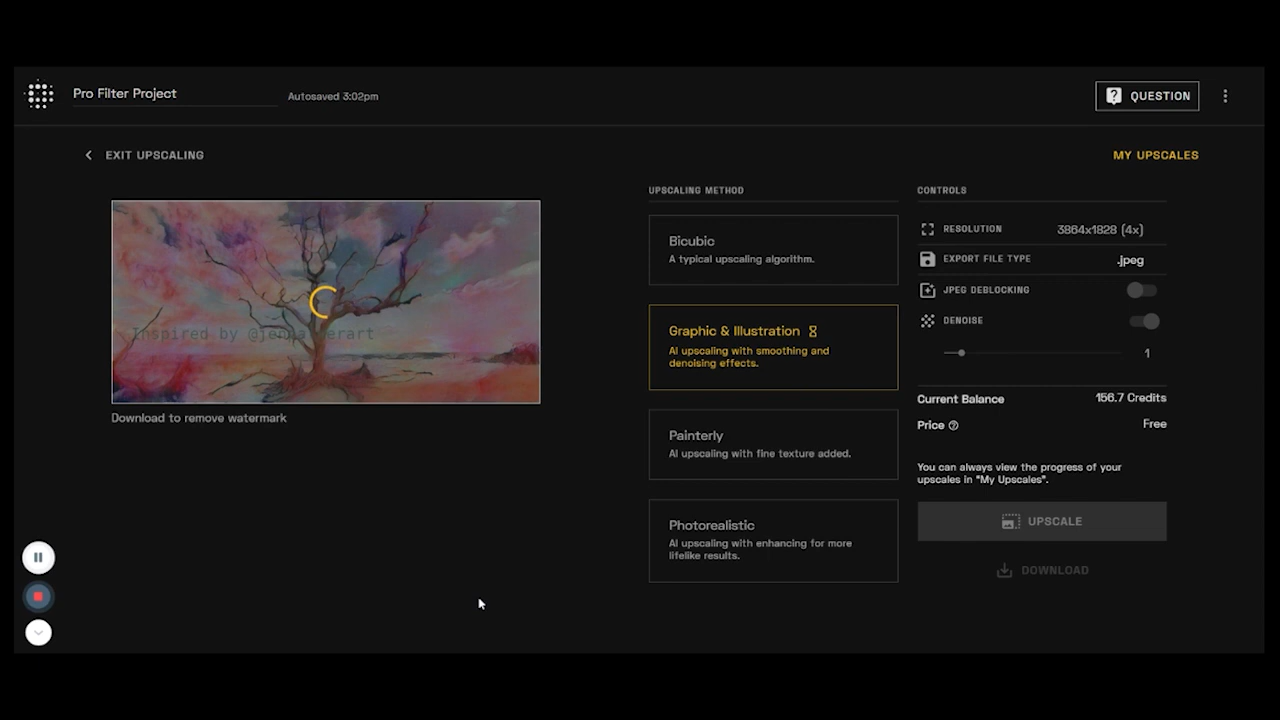 Pro Filter Project
Autosaved 3:02pm
QUESTION
EXIT UPSCALING
MY UPSCALES
Inspired by
Download to remove watermark
UPSCALING METHOD
Bicubic
A typical upscaling algorithm.
Graphic & Illustration
AI upscaling with smoothing and
denoising effects.
Painterly
AI upscaling with fine texture added.
Photorealistic
AI upscaling with enhancing for more
lifelike results.
CONTROLS
RESOLUTION 3864x1828 (4x)
EXPORT FILE TYPE .jpeg
JPEG DEBLOCKING
DENOISE
1
Current Balance 156.7 Credits
Price Free
You can always view the progress of your
upscales in "My Upscales".
UPSCALE
DOWNLOAD